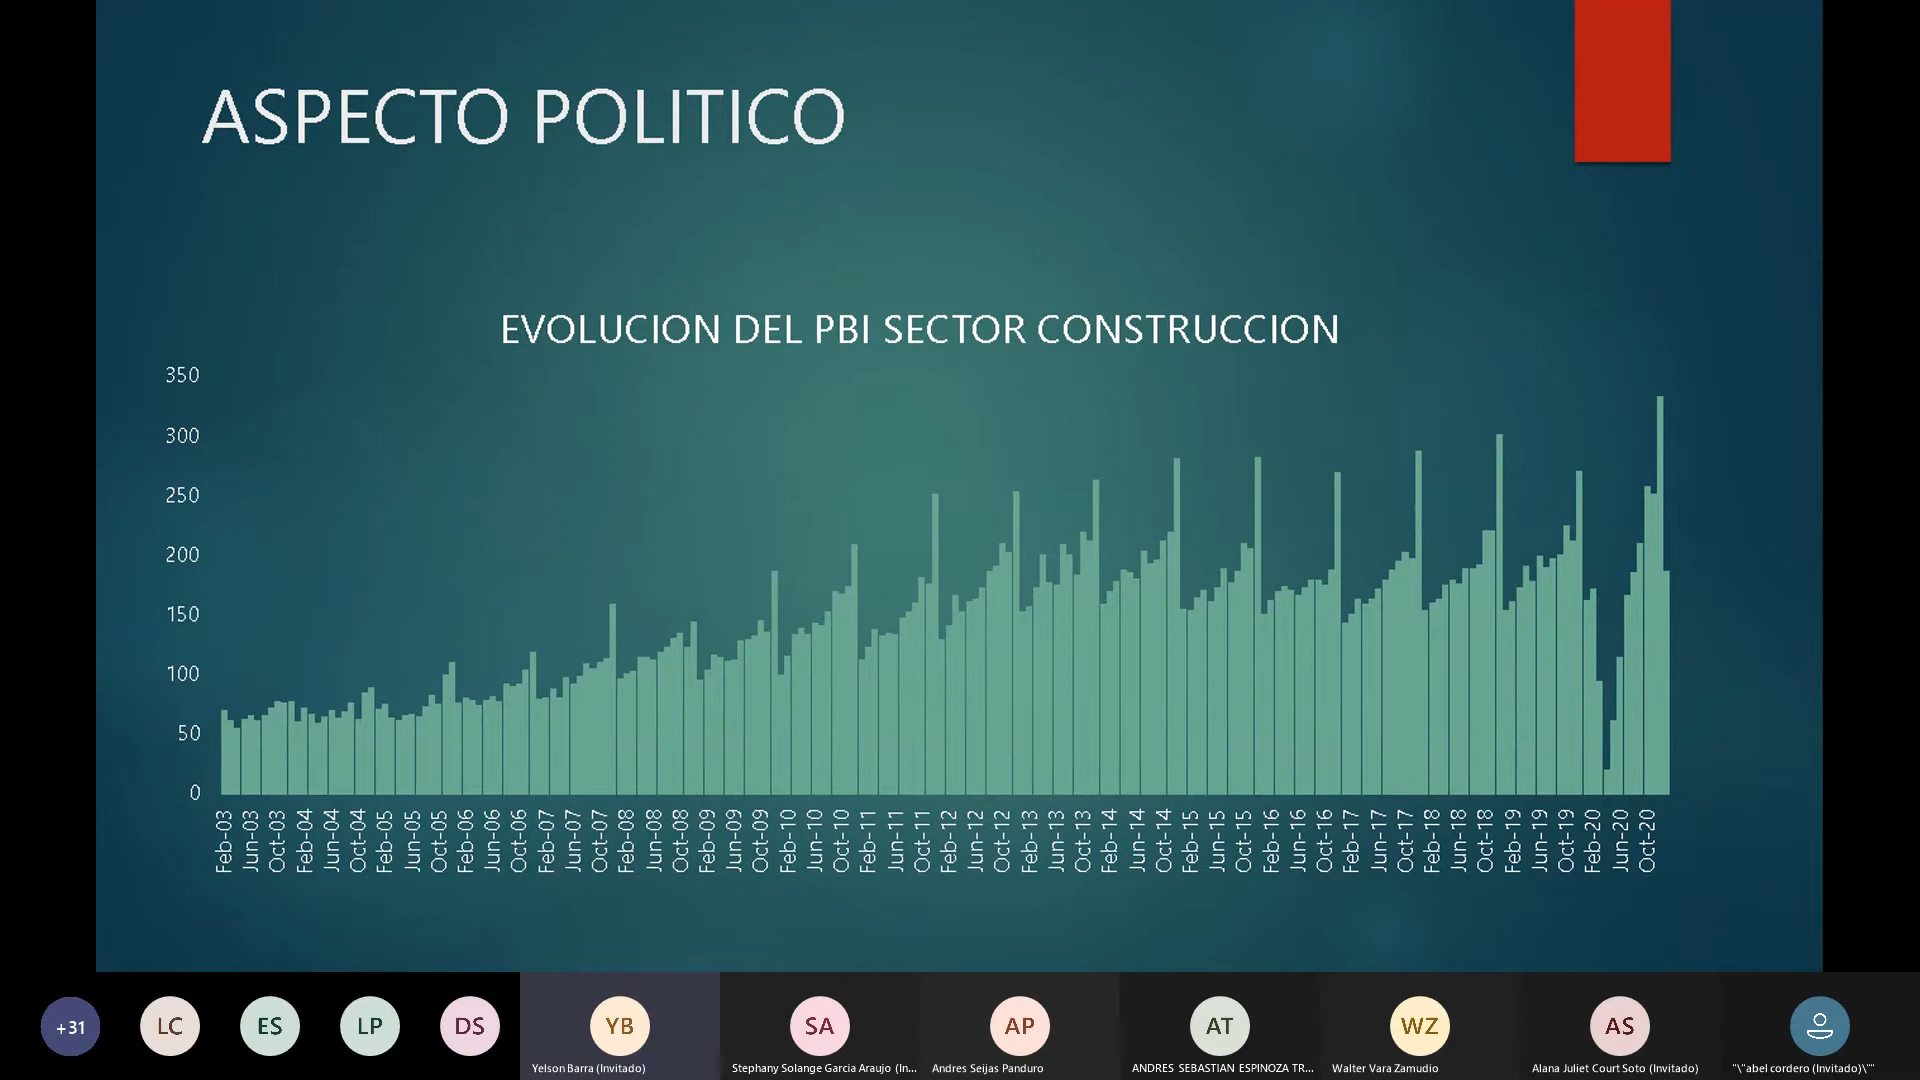 ASPECTO POLITICO
EVOLUCION DEL PBI SECTOR CONSTRUCCION
350
300
250
200
150
100
50
0
Feb-03
Jun-03
Oct-03
Feb-04
Jun-04
Oct-04
Feb-05
Jun-05
Oct-05
Feb-06
Jun-06
Oct-06
Feb-07
Jun-07
Oct-07
Feb-08
Jun-08
Oct-08
Feb-09
Jun-09
Oct-09
Feb-10
Jun-10
Oct-10
Feb-11
Jun-11
Oct-11
Feb-12
Jun-12
Oct-12
Feb-13
Jun-13
Oct-13
Feb-14
Jun-14
Oct-14
Feb-15
Jun-15
Oct-15
Feb-16
Jun-16
Oct-16
Feb-17
Jun-17
Oct-17
Feb-18
Jun-18
Oct-18
Feb-19
Jun-19
Oct-19
Feb-20
Jun-20
Oct-20
+31
LC
ES
LP
DS
YB
SA
AP
AT
WZ
AS
Yelson Barra (Invitado)
Stephany Solange Garcia Araujo (In...
Andres Seijas Panduro
ANDRES SEBASTIAN ESPINOZA TR...
Walter Vara Zamudio
Alana Juliet Court Soto (Invitado)
"\"abel cordero (Invitado)\""